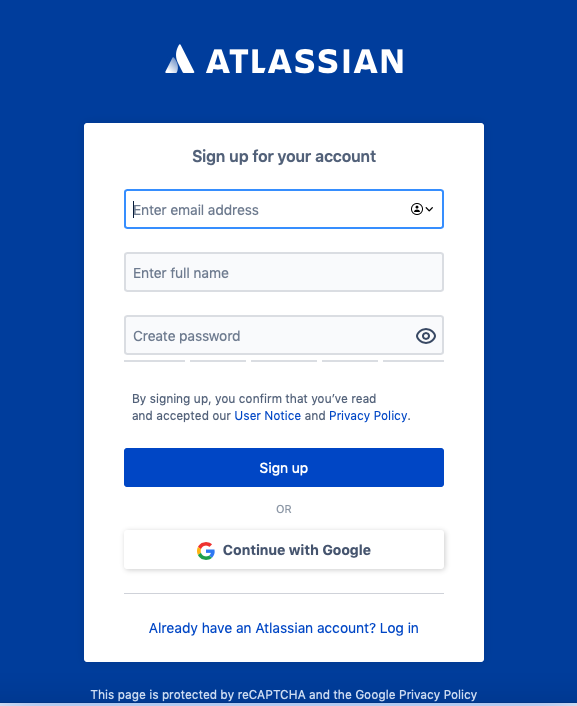 ATLASSIAN
Sign up for your account
Enter email address
Enter full name
Create password
By signing up, you confirm that you’ve read
and accepted our User Notice and Privacy Policy.
Sign up
OR
Continue with Google
Already have an Atlassian account? Log in
This page is protected by reCAPTCHA and the Google Privacy Policy